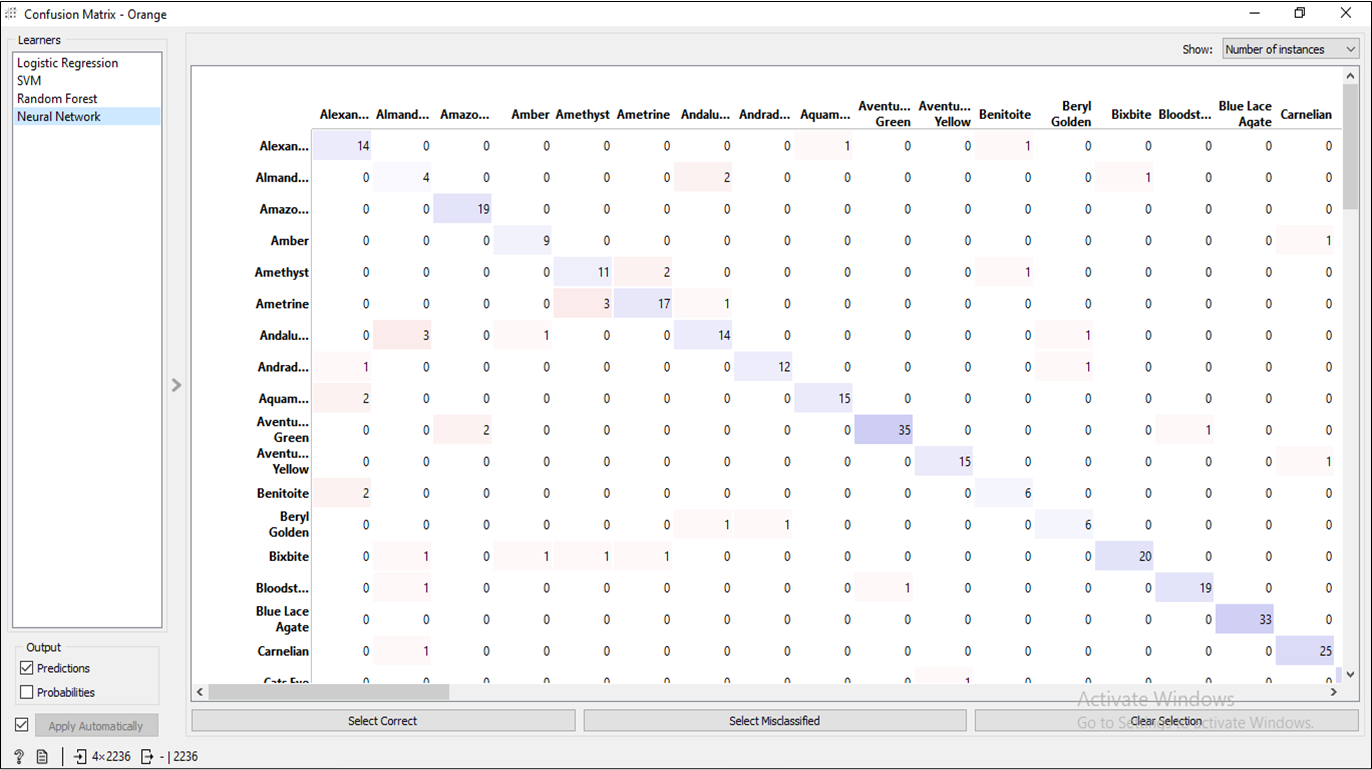 Confusion Matrix - Orange
Learners
Logistic Regression
SVM
Random Forest
Neural Network
Show: Number of instances
Alexan... Almand... Amazo... Amber Amethyst Ametrine Andalu... Andrad... Aquam... Aventu... Green Aventu... Yellow Benitoite Beryl Golden Bixbite Bloodst... Blue Lace Agate Carnelian
Alexan... 14 0 0 0 0 0 0 0 1 0 0 1 0 0 0 0 0
Almand... 0 4 0 0 0 0 2 0 0 0 0 0 0 1 0 0 0
Amazo... 0 0 19 0 0 0 0 0 0 0 0 0 0 0 0 0 0
Amber 0 0 0 9 0 0 0 0 0 0 0 0 0 0 0 0 1
Amethyst 0 0 0 0 11 2 0 0 0 0 0 1 0 0 0 0 0
Ametrine 0 0 0 0 3 17 1 0 0 0 0 0 0 0 0 0 0
Andalu... 0 3 0 1 0 0 14 0 0 0 0 0 1 0 0 0 0
Andrad... 1 0 0 0 0 0 0 12 0 0 0 0 1 0 0 0 0
Aquam... 2 0 0 0 0 0 0 0 15 0 0 0 0 0 0 0 0
Aventu... Green 0 0 2 0 0 0 0 0 0 35 0 0 0 0 1 0 0
Aventu... Yellow 0 0 0 0 0 0 0 0 0 0 15 0 0 0 0 0 1
Benitoite 2 0 0 0 0 0 0 0 0 0 0 6 0 0 0 0 0
Beryl Golden 0 0 0 0 0 0 1 1 0 0 0 0 6 0 0 0 0
Bixbite 0 1 0 1 1 1 0 0 0 0 0 0 0 20 0 0 0
Bloodst... 0 1 0 0 0 0 0 0 0 1 0 0 0 0 19 0 0
Blue Lace Agate 0 0 0 0 0 0 0 0 0 0 0 0 0 0 0 33 0
Carnelian 0 1 0 0 0 0 0 0 0 0 0 0 0 0 0 0 25
Cats Eye 0 0 0 0 0 0 0 0 0 0 1 0 0 0 0 0 0
Output
Predictions
Probabilities
Apply Automatically
Select Correct
Select Misclassified
Clear Selection
Activate Windows
Go to Settings to activate Windows.
4×2236
- | 2236